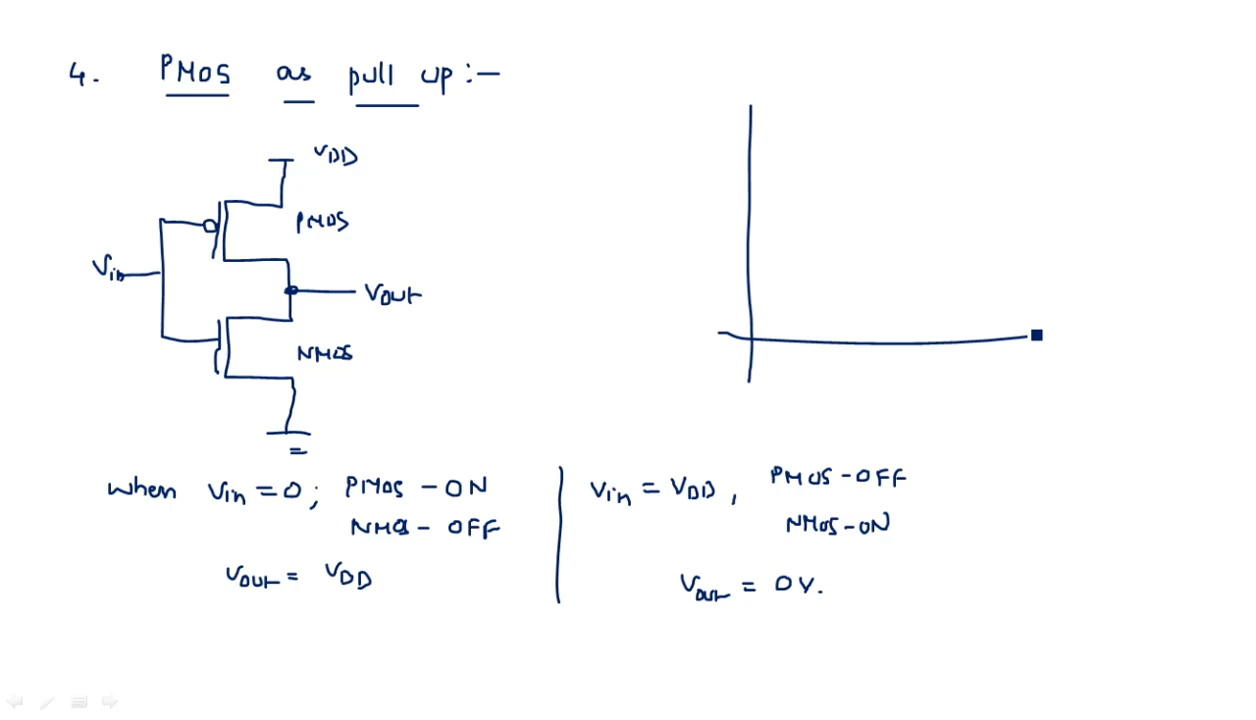 4. PMOS as pull up :-
VDD
PMOS
Vin
Vout
NMOS
When Vin = 0 ; PMOS - ON
NMOS - OFF
Vout = VDD
Vin = VDD , PMOS - OFF
NMOS - ON
Vout = 0V.